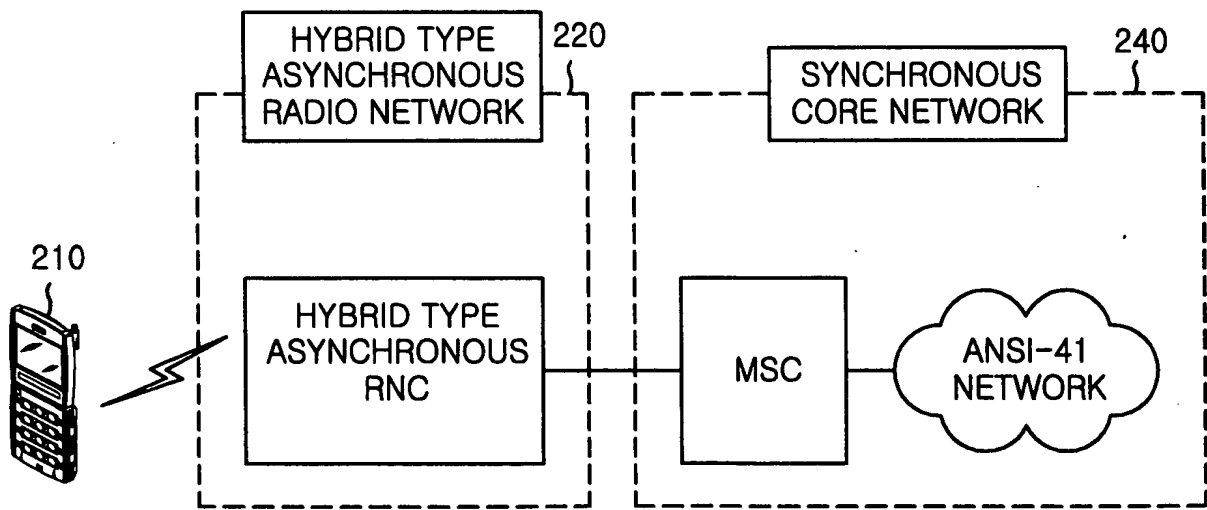 HYBRID TYPE
ASYNCHRONOUS
RADIO NETWORK
220
SYNCHRONOUS
CORE NETWORK
240
210
HYBRID TYPE
ASYNCHRONOUS
RNC
MSC
ANSI-41
NETWORK